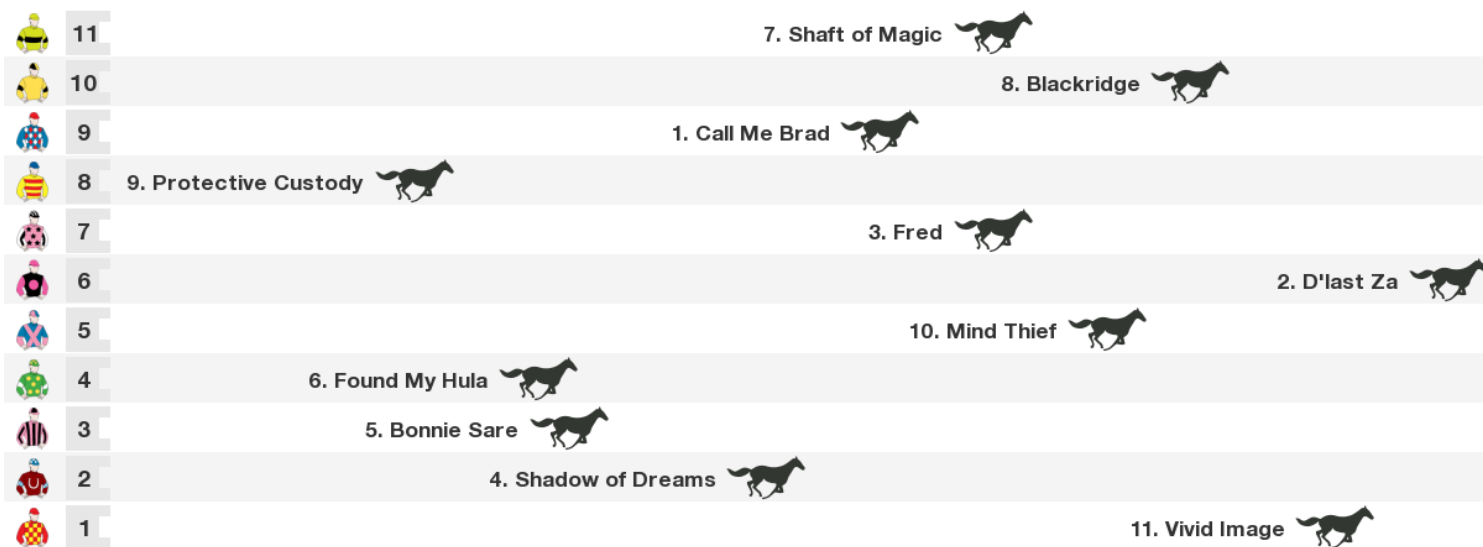 11 7. Shaft of Magic
10 8. Blackridge
9 1. Call Me Brad
8 9. Protective Custody
7 3. Fred
6 2. D'last Za
5 10. Mind Thief
4 6. Found My Hula
3 5. Bonnie Sare
2 4. Shadow of Dreams
1 11. Vivid Image